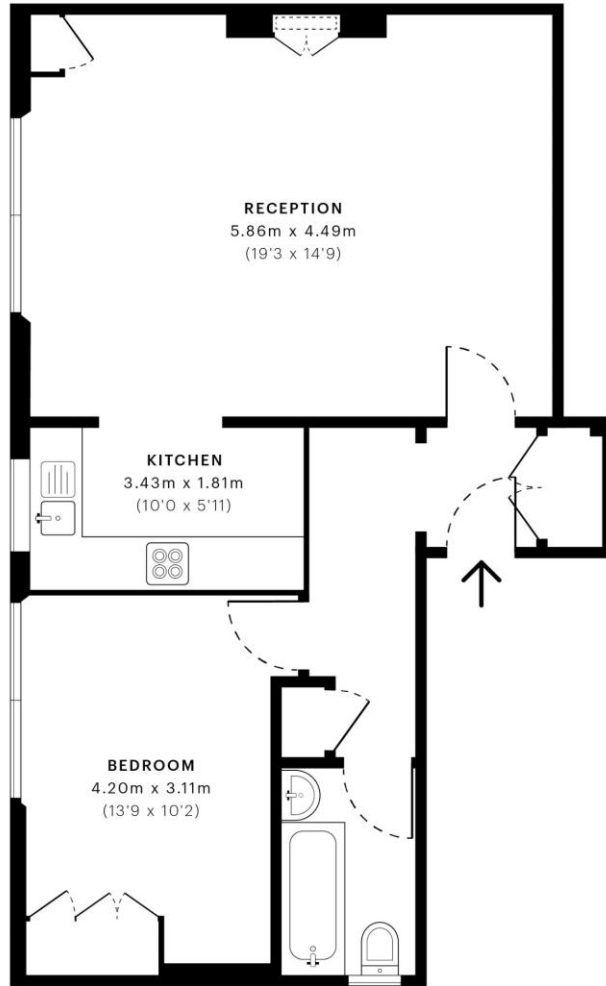 RECEPTION
5.86m x 4.49m
(19'3 x 14'9)
KITCHEN
3.43m x 1.81m
(10'0 x 5'11)
BEDROOM
4.20m x 3.11m
(13'9 x 10'2)